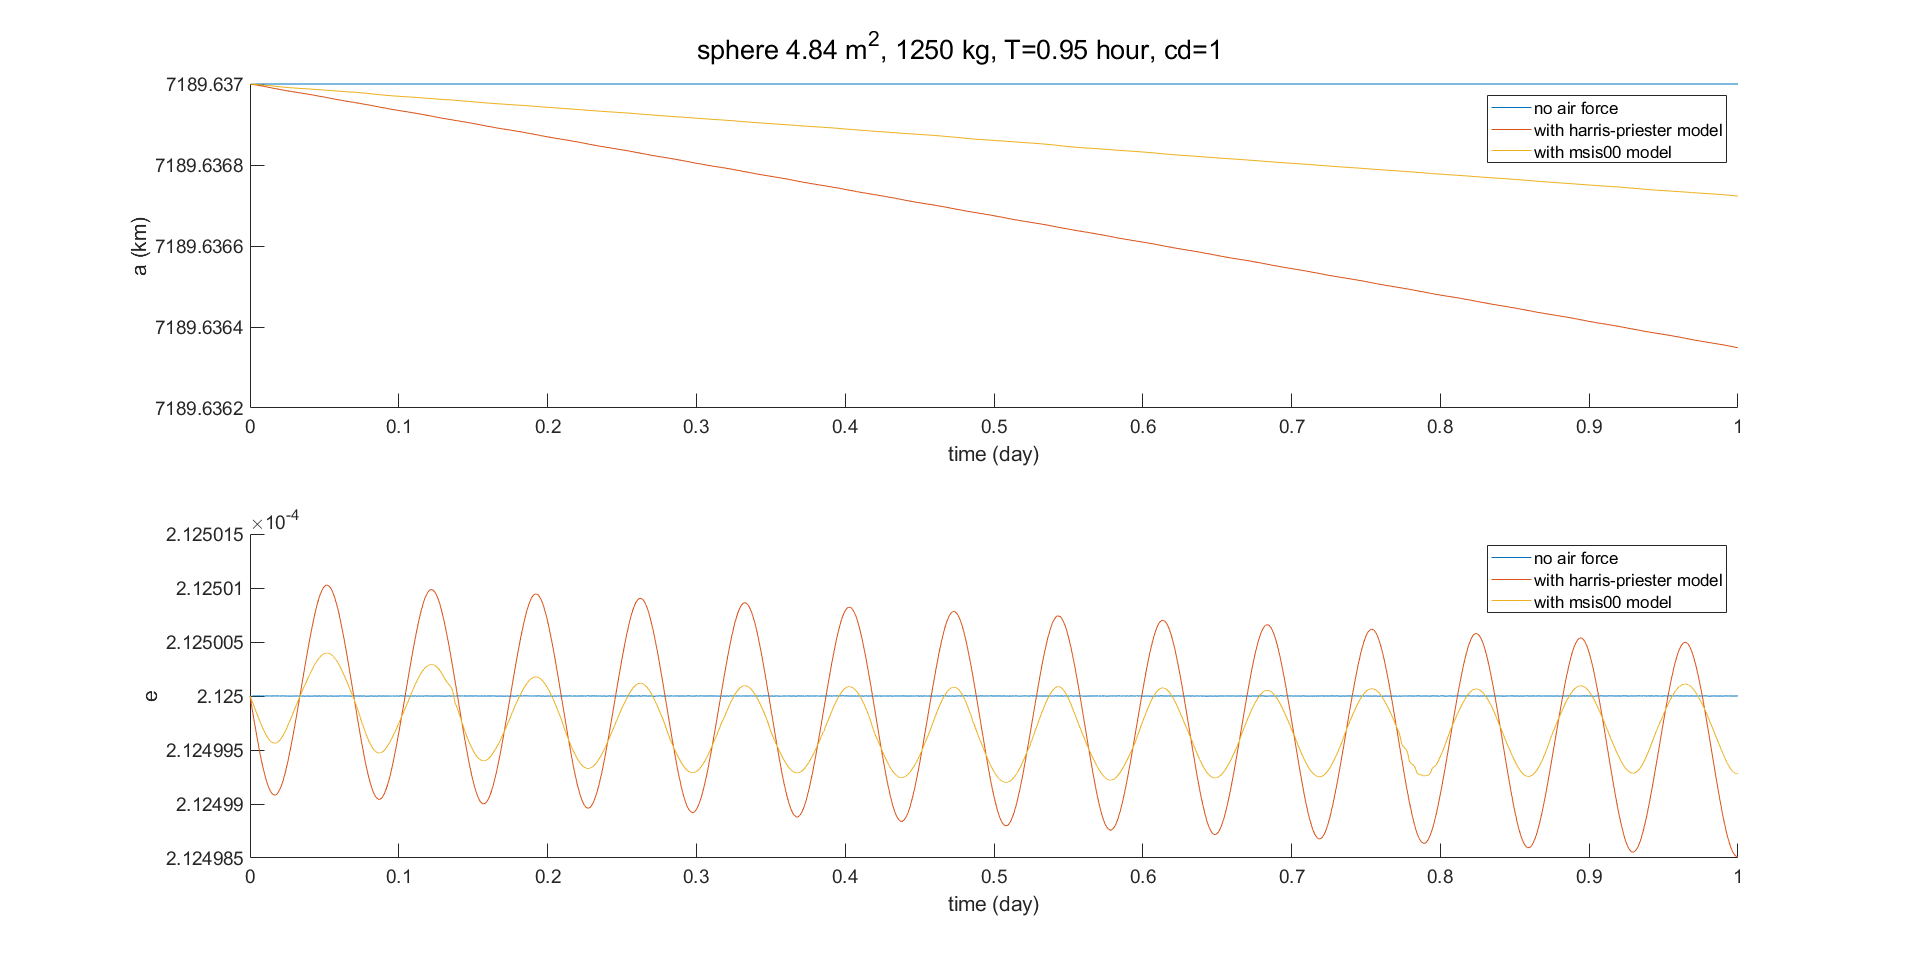 sphere 4.84 m², 1250 kg, T=0.95 hour, cd=1
7189.637
7189.6368
7189.6366
7189.6364
7189.6362
a (km)
no air force
with harris-priester model
with msis00 model
0 0.1 0.2 0.3 0.4 0.5 0.6 0.7 0.8 0.9 1
time (day)
×10⁻⁴
2.125015
2.12501
2.125005
2.125
2.124995
2.12499
2.124985
e
no air force
with harris-priester model
with msis00 model
0 0.1 0.2 0.3 0.4 0.5 0.6 0.7 0.8 0.9 1
time (day)